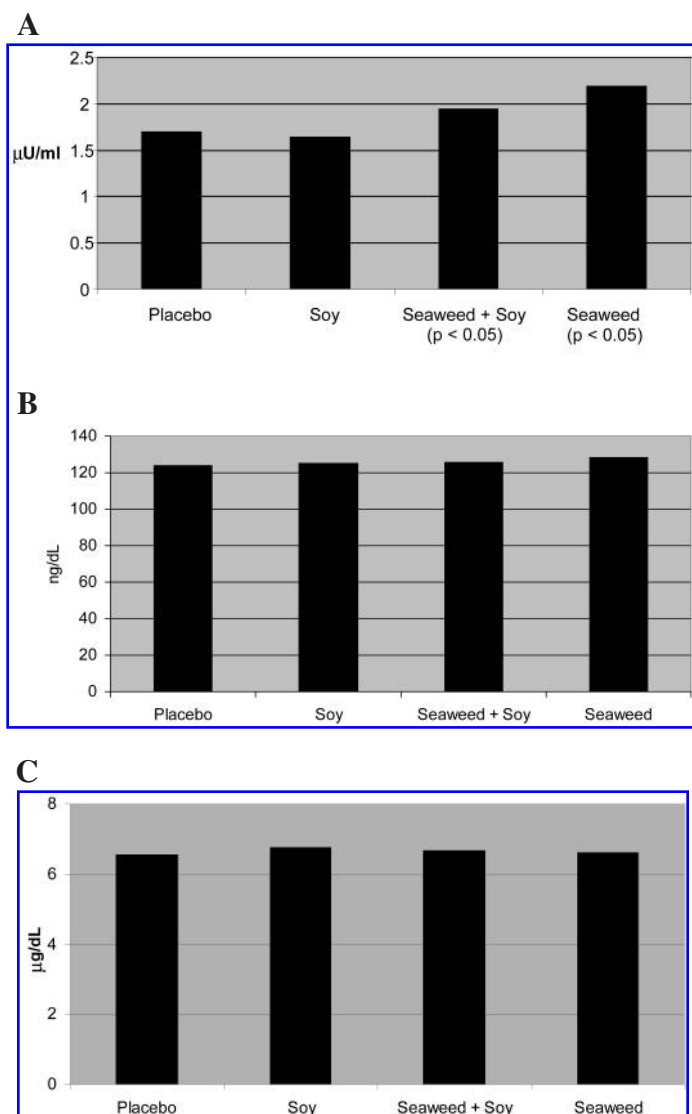 A
2.5
2
μU/ml
1.5
1
0.5
0
Placebo Soy Seaweed + Soy Seaweed
(p < 0.05) (p < 0.05)
B
140
120
100
80
ng/dL
60
40
20
0
Placebo Soy Seaweed + Soy Seaweed
C
8
6
μg/dL
4
2
0
Placebo Soy Seaweed + Soy Seaweed